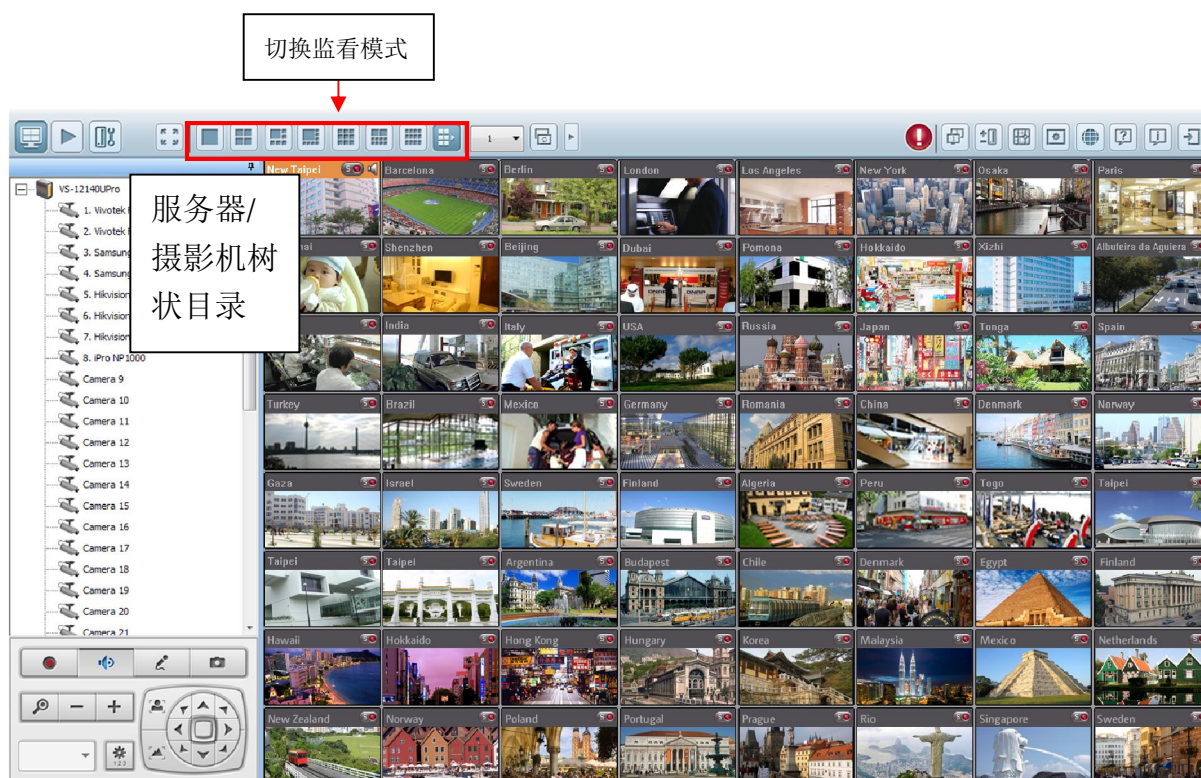 切换监看模式
1
VS-12140UPro
服务器/
摄影机树
状目录
1. Vivotek
2. Vivotek
3. Samsung
4. Samsung
5. Hikvision
6. Hikvision
7. Hikvision
8. iPro NP1000
Camera 9
Camera 10
Camera 11
Camera 12
Camera 13
Camera 14
Camera 15
Camera 16
Camera 17
Camera 18
Camera 19
Camera 20
Camera 21
123
New Taipei Barcelona Berlin London Los Angeles New York Osaka Paris
Shenzhen Beijing Dubai Pomona Hokkaido Xizhi Albufeira da Aguiera
India Italy USA Russia Japan Tonga Spain
Turkey Brazil Mexico Germany Romania China Denmark Norway
Gaza Israel Sweden Finland Algeria Peru Togo Taipei
Taipei Taipei Argentina Budapest Chile Denmark Egypt Finland
Hawaii Hokkaido Hong Kong Hungary Korea Malaysia Mexico Netherlands
New Zealand Norway Poland Portugal Prague Rio Singapore Sweden